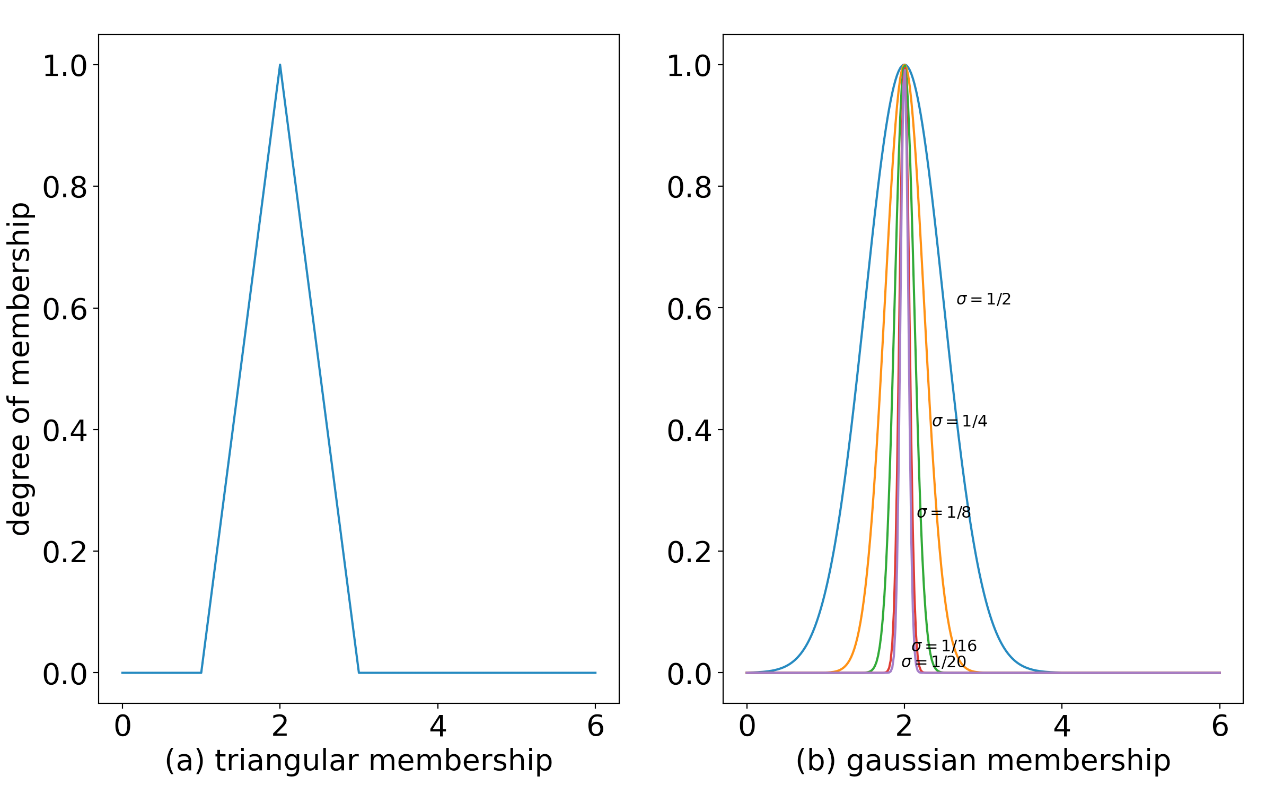 degree of membership
1.0
0.8
0.6
0.4
0.2
0.0
0 2 4 6
(a) triangular membership
1.0
0.8
0.6
0.4
0.2
0.0
σ = 1/2
σ = 1/4
σ = 1/8
σ = 1/16
σ = 1/20
0 2 4 6
(b) gaussian membership